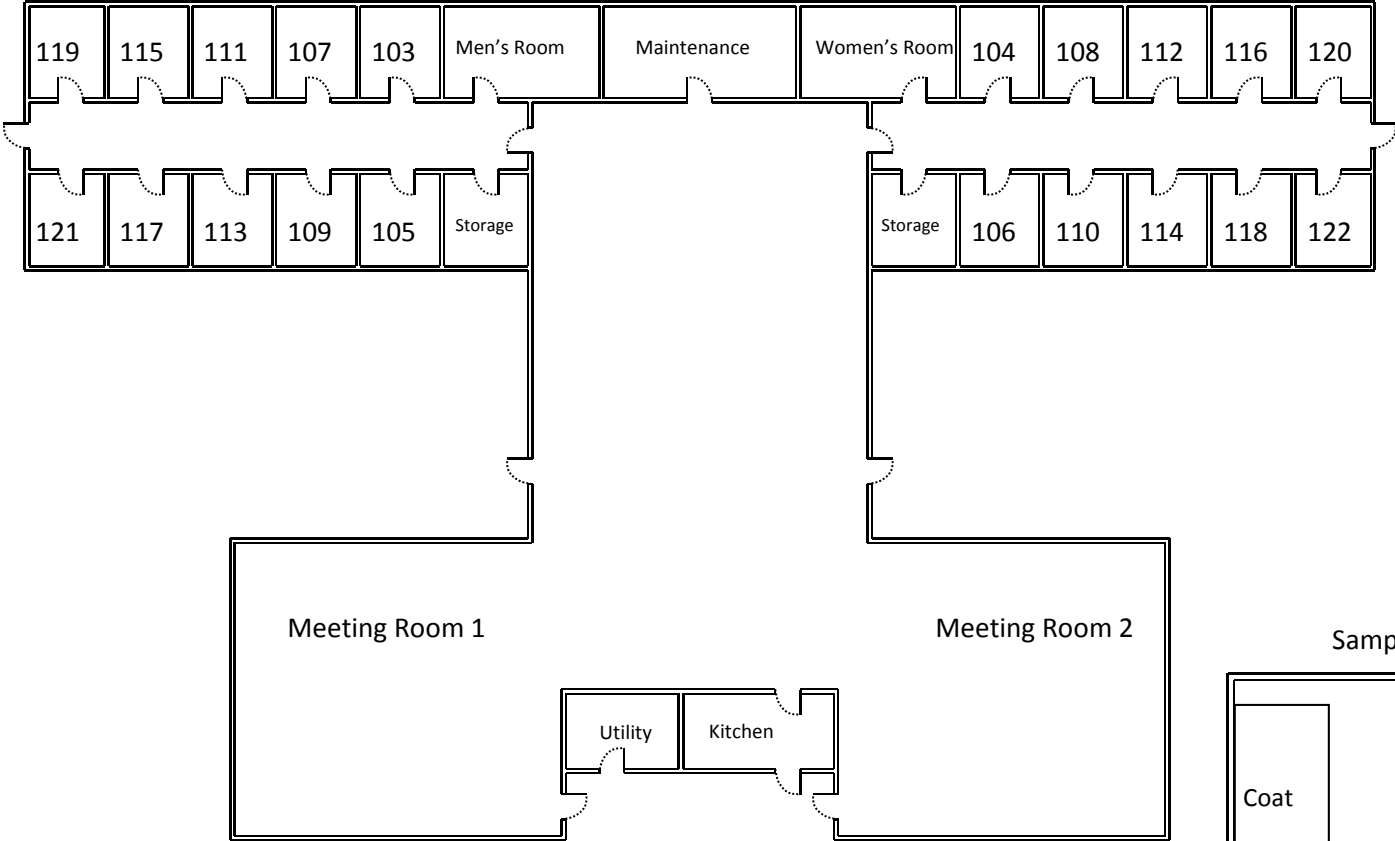 119 115 111 107 103 Men’s Room Maintenance Women’s Room 104 108 112 116 120
121 117 113 109 105 Storage Storage 106 110 114 118 122
Meeting Room 1 Meeting Room 2
Samp
Utility Kitchen
Coat